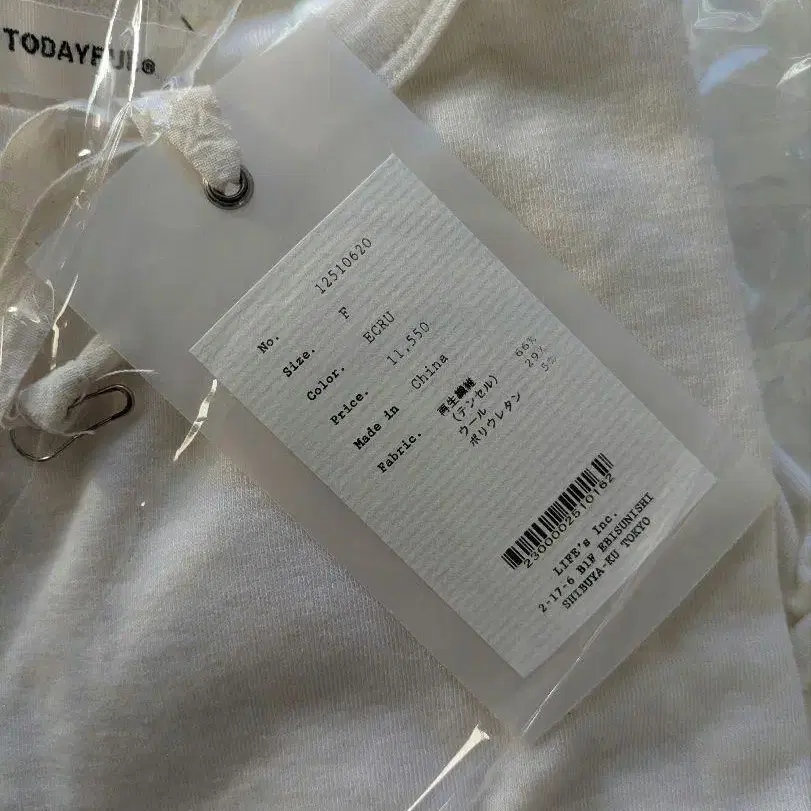 TODAYFUL®
No. 12510620
Size. F
Color. ECRU
Price. 11,550
Made in China
Fabric. 再生繊維 66%
(テンセル)
ウール 29%
ポリウレタン 5%
2300002510162
LIFE's Inc.
2-17-6 B1F EBISUNISHI
SHIBUYA-KU TOKYO